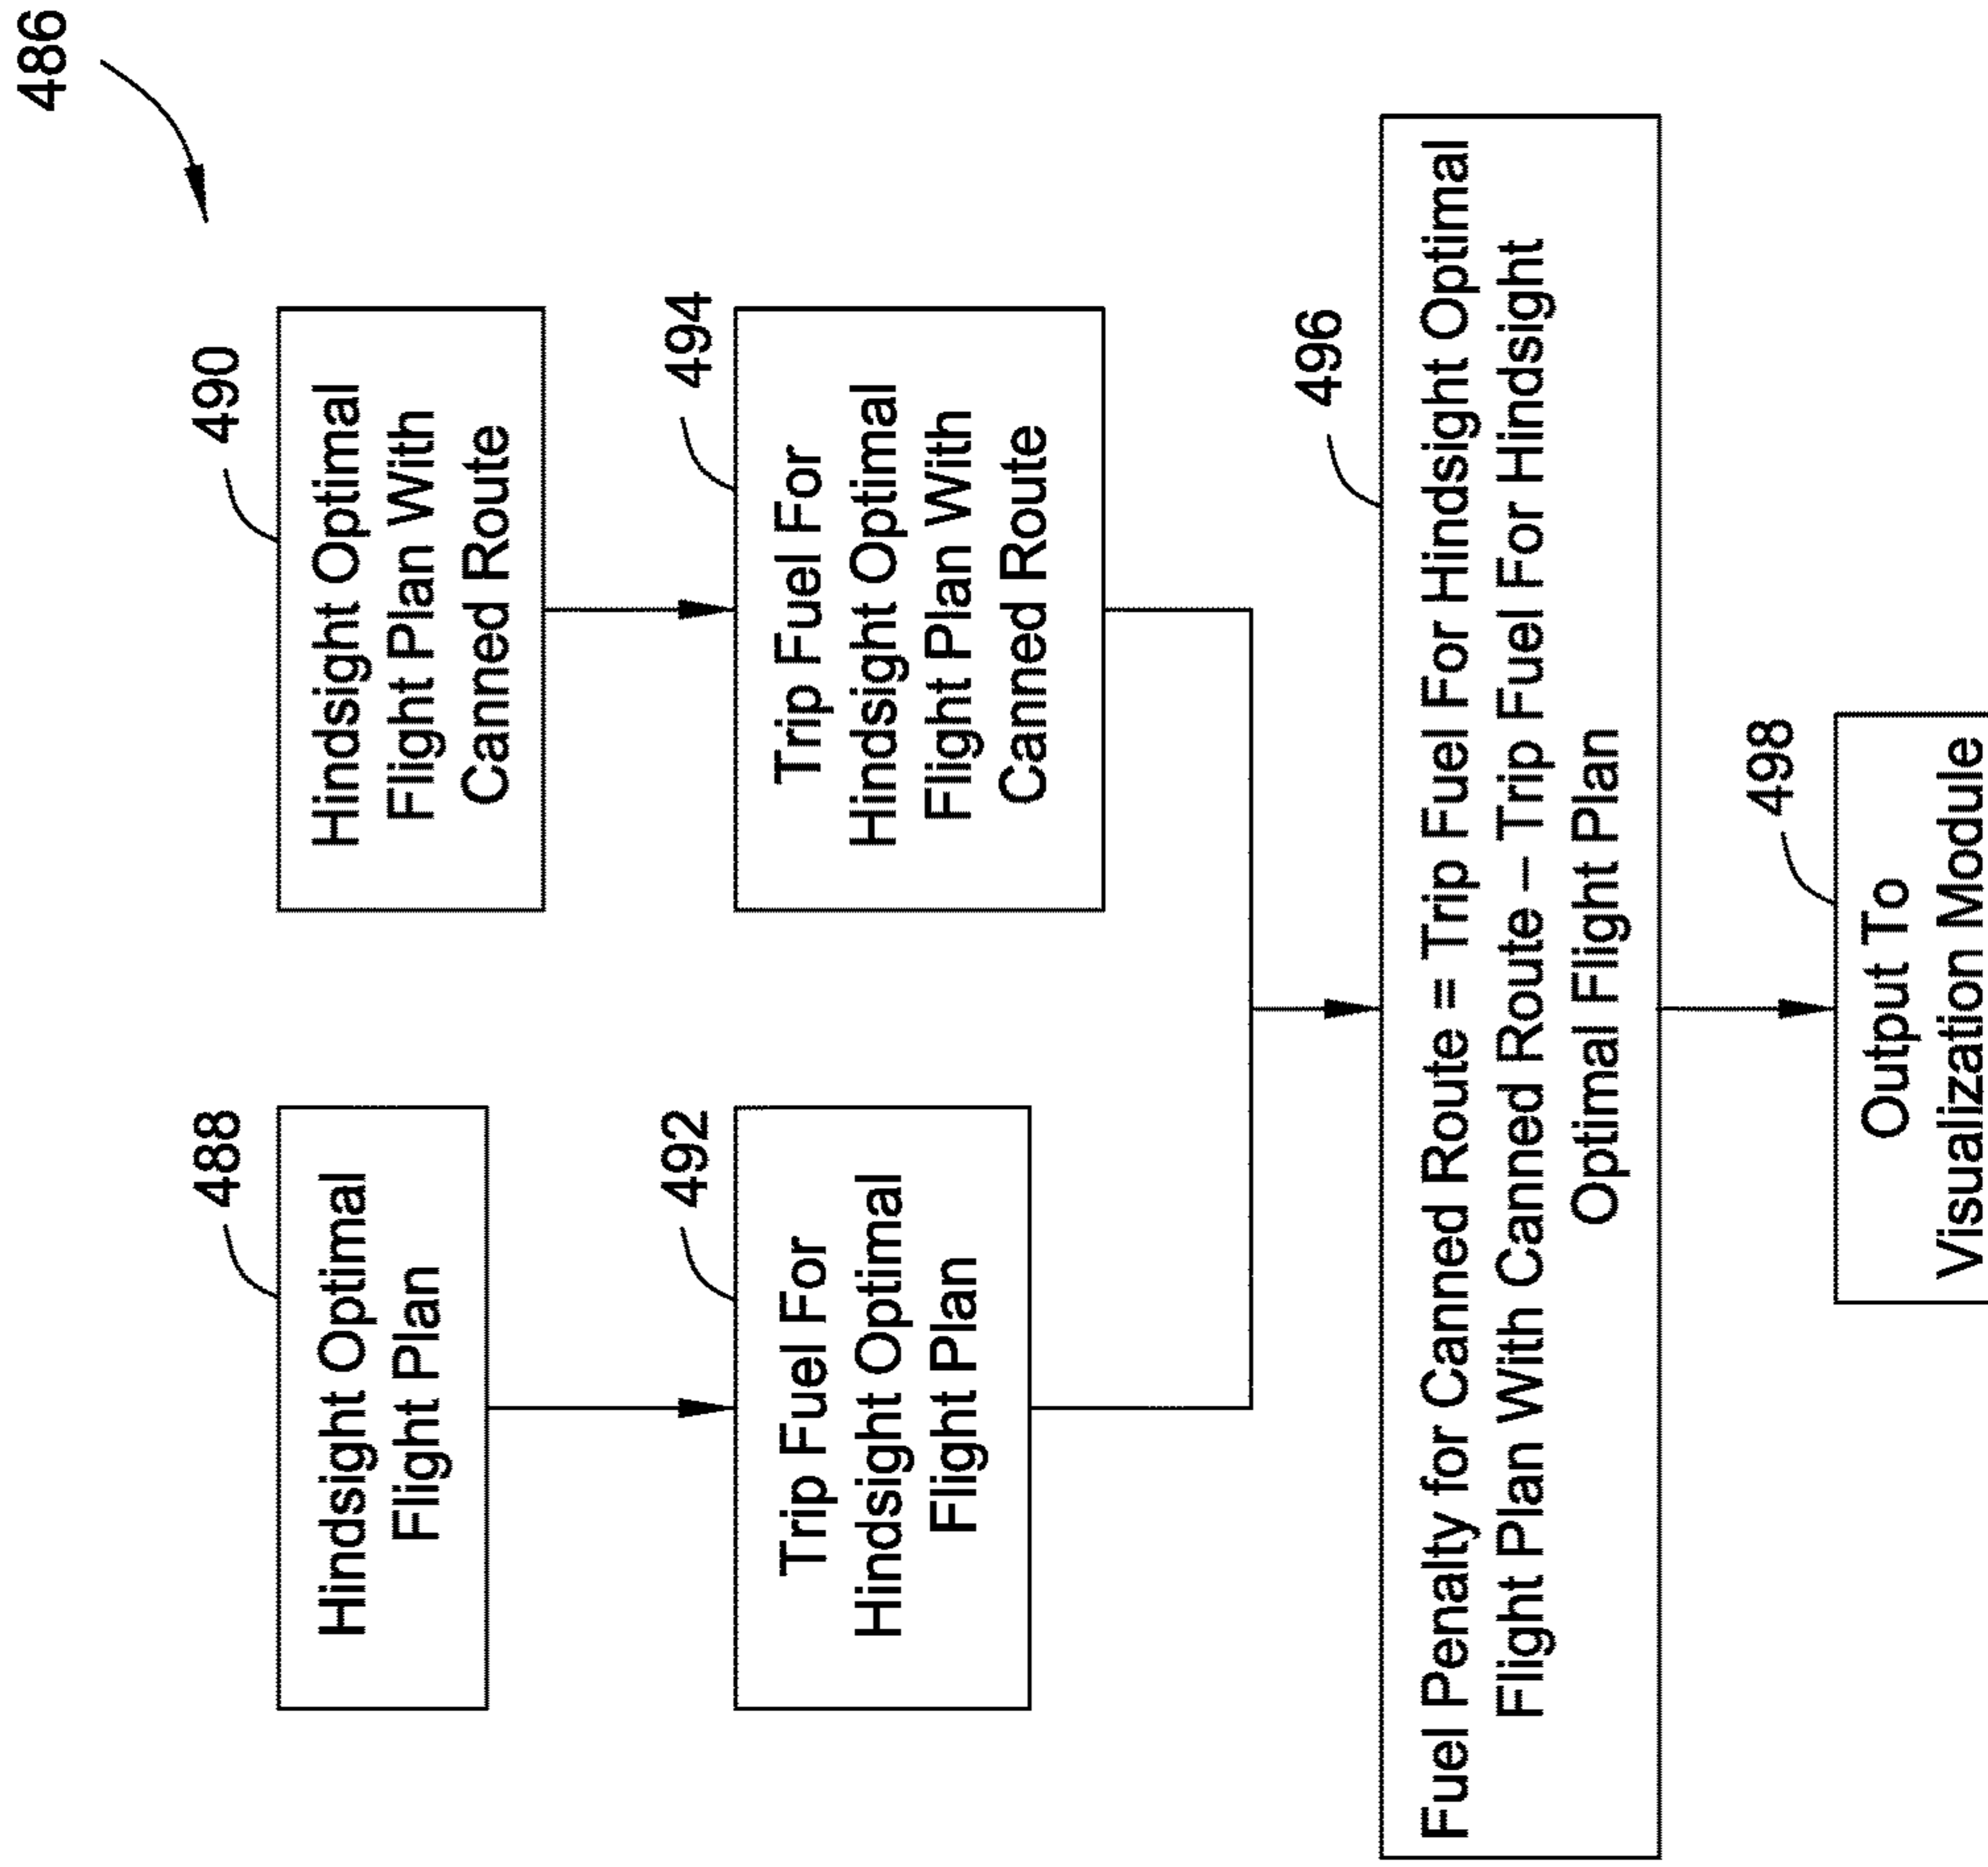 486
488
Hindsight Optimal
Flight Plan
490
Hindsight Optimal
Flight Plan With
Canned Route
492
Trip Fuel For
Hindsight Optimal
Flight Plan
494
Trip Fuel For
Hindsight Optimal
Flight Plan With
Canned Route
496
Fuel Penalty for Canned Route = Trip Fuel For Hindsight Optimal
Flight Plan With Canned Route – Trip Fuel For Hindsight
Optimal Flight Plan
498
Output To
Visualization Module